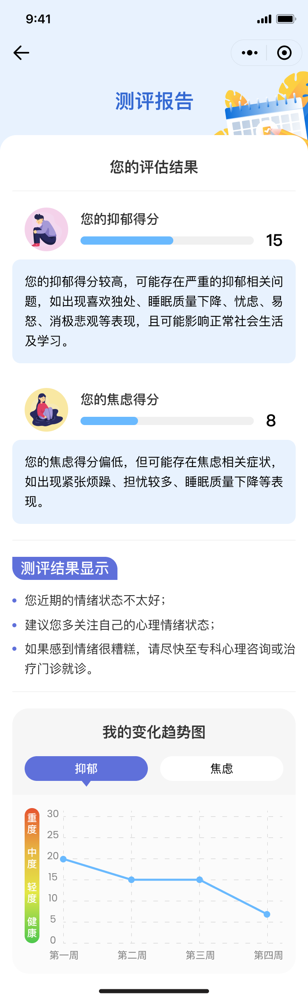 9:41
测评报告
您的评估结果
您的抑郁得分
15
您的抑郁得分较高，可能存在严重的抑郁相关问
题，如出现喜欢独处、睡眠质量下降、忧虑、易
怒、消极悲观等表现，且可能影响正常社会生活
及学习。
您的焦虑得分
8
您的焦虑得分偏低，但可能存在焦虑相关症状，
如出现紧张烦躁、担忧较多、睡眠质量下降等表
现。
测评结果显示
您近期的情绪状态不太好；
建议您多关注自己的心理情绪状态；
如果感到情绪很糟糕，请尽快至专科心理咨询或治
疗门诊就诊。
我的变化趋势图
抑郁 焦虑
重度
中度
轻度
健康
30
25
20
15
10
5
0
第一周 第二周 第三周 第四周